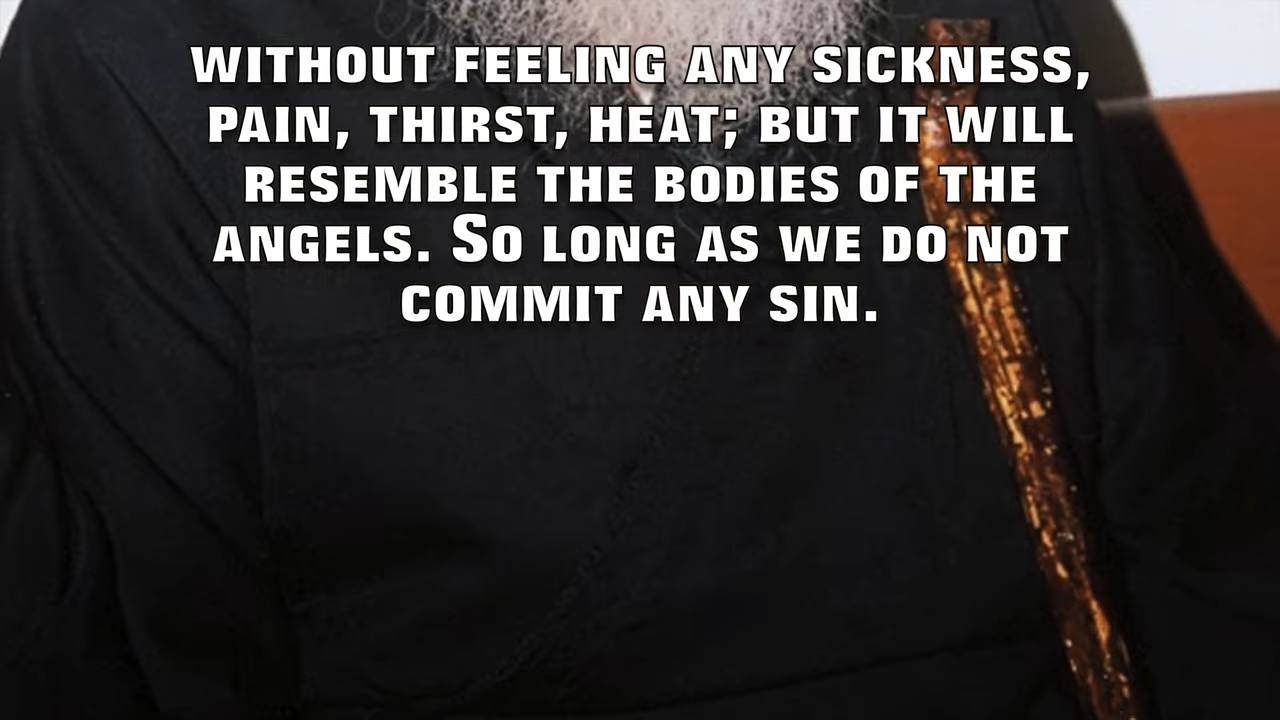 WITHOUT FEELING ANY SICKNESS,
PAIN, THIRST, HEAT; BUT IT WILL
RESEMBLE THE BODIES OF THE
ANGELS. SO LONG AS WE DO NOT
COMMIT ANY SIN.